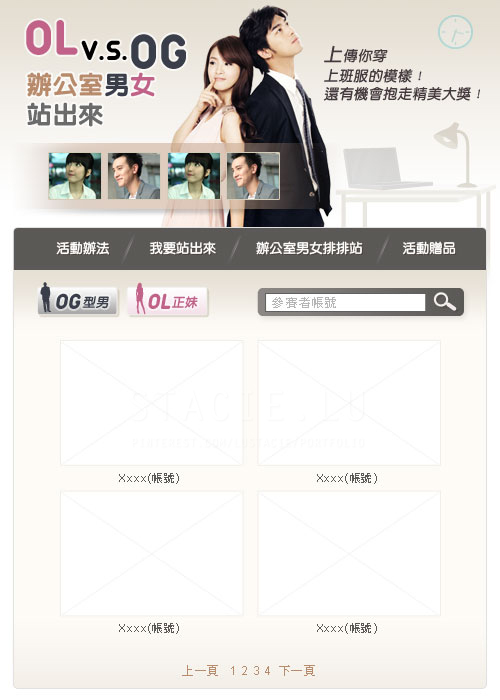 OL v.s. OG
辦公室男女
站出來
上傳你穿
上班服的模樣！
還有機會抱走精美大獎！
活動辦法 我要站出來 辦公室男女排排站 活動贈品
OG型男 OL正妹 參賽者帳號
STACIE.LU
Xxxx(帳號) Xxxx(帳號)
Xxxx(帳號) Xxxx(帳號)
上一頁 1 2 3 4 下一頁